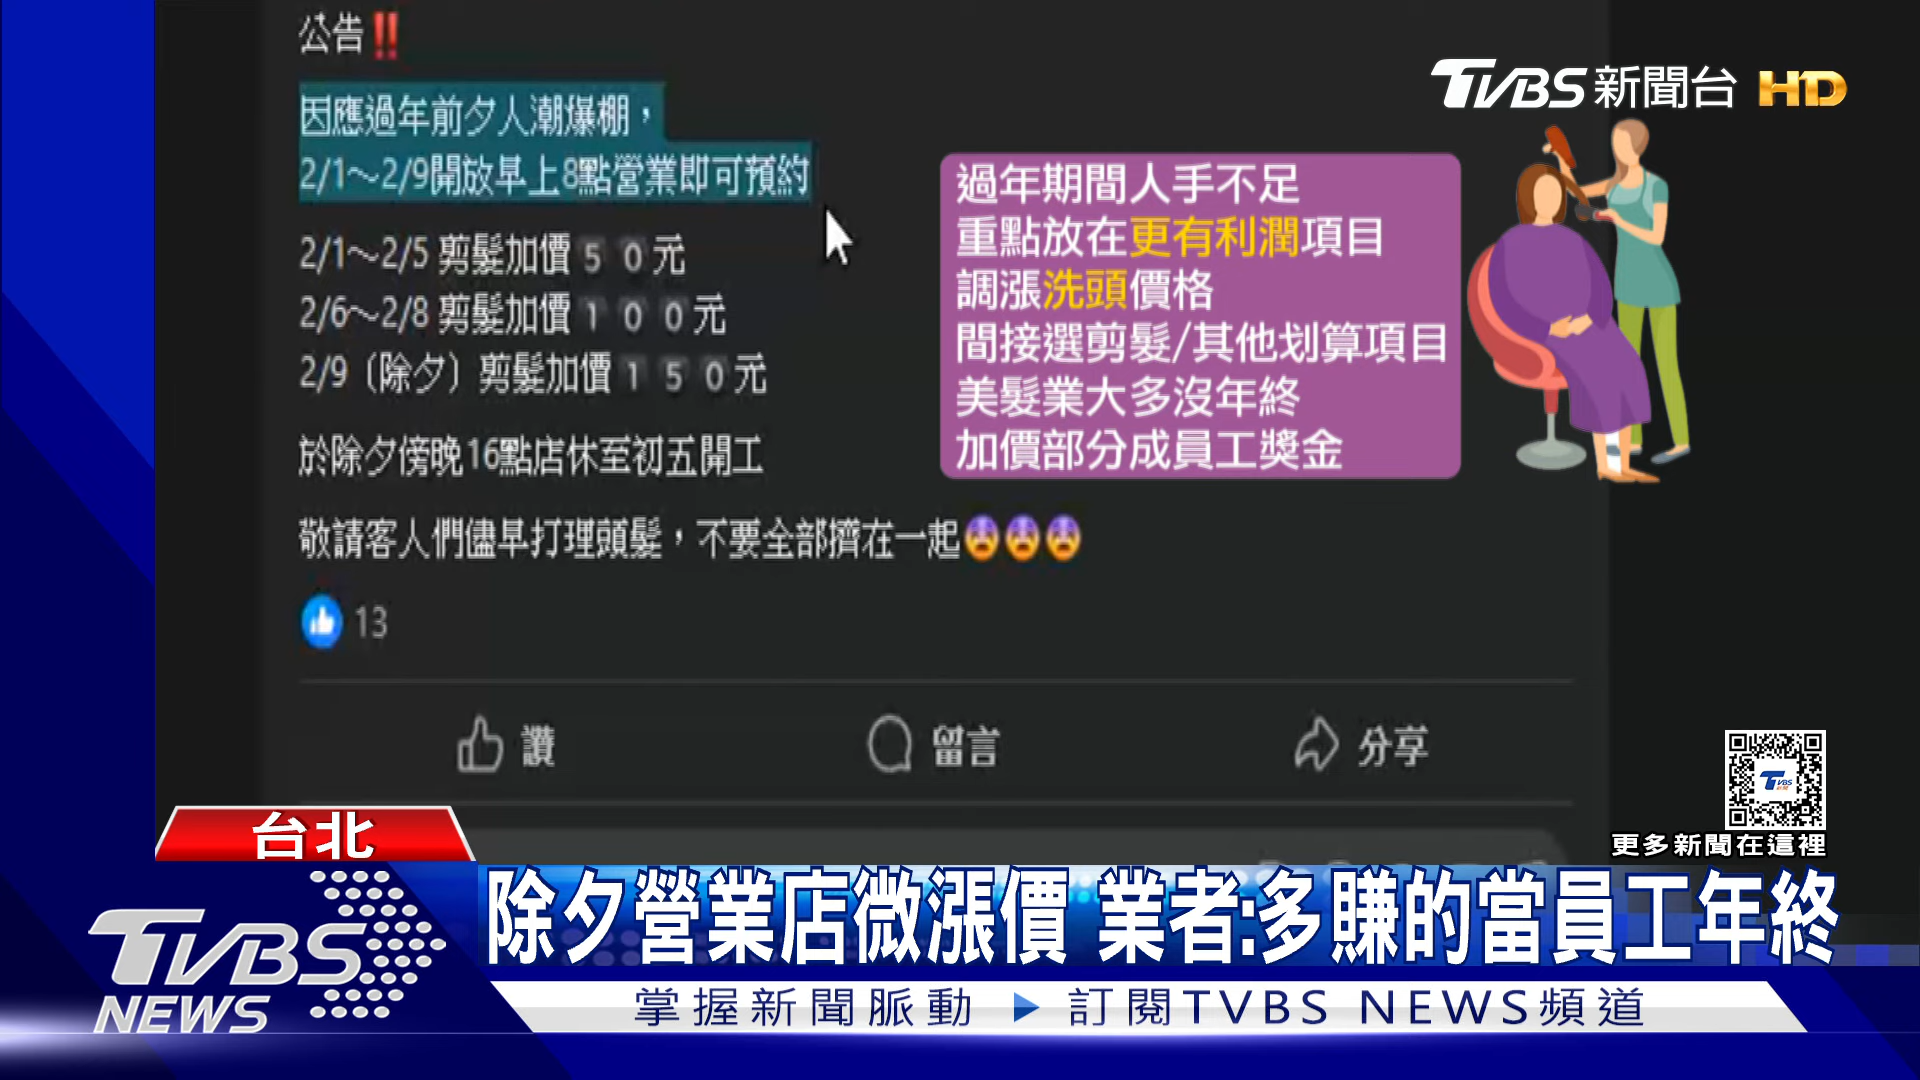 公告‼️
因應過年前夕人潮爆棚，
2/1～2/9開放早上8點營業即可預約
2/1～2/5 剪髮加價 5 0 元
2/6～2/8 剪髮加價 1 0 0 元
2/9（除夕）剪髮加價 1 5 0 元
於除夕傍晚16點店休至初五開工
敬請客人們儘早打理頭髮，不要全部擠在一起😨😨😨
13
讚
留言
分享
TVBS新聞台 HD
過年期間人手不足
重點放在更有利潤項目
調漲洗頭價格
間接選剪髮/其他划算項目
美髮業大多沒年終
加價部分成員工獎金
TVBS
新聞
更多新聞在這裡
台北
除夕營業店微漲價 業者:多賺的當員工年終
TVBS
NEWS
掌握新聞脈動 ▶ 訂閱TVBS NEWS頻道